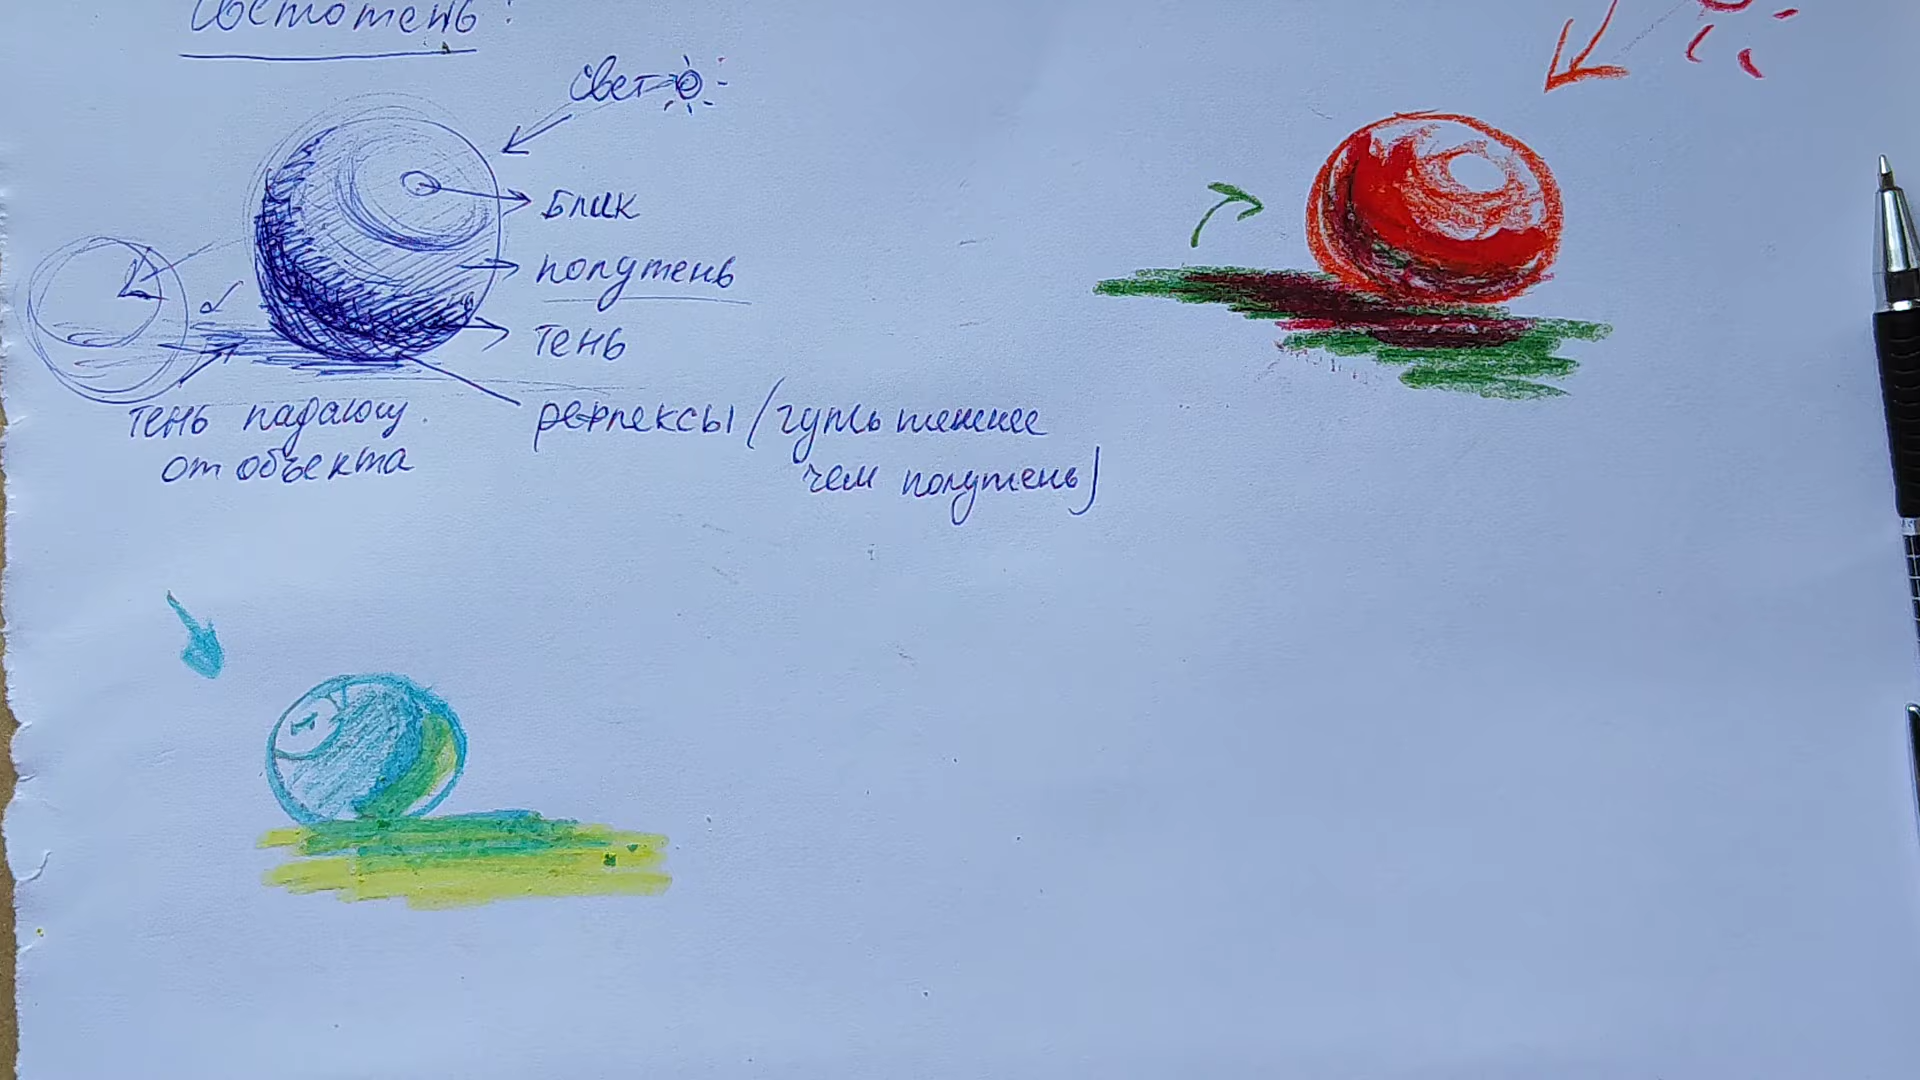 Светотень:
свет
блик
полутень
тень
рефлексы (чуть темнее
чем полутень)
тень падающ.
от объекта